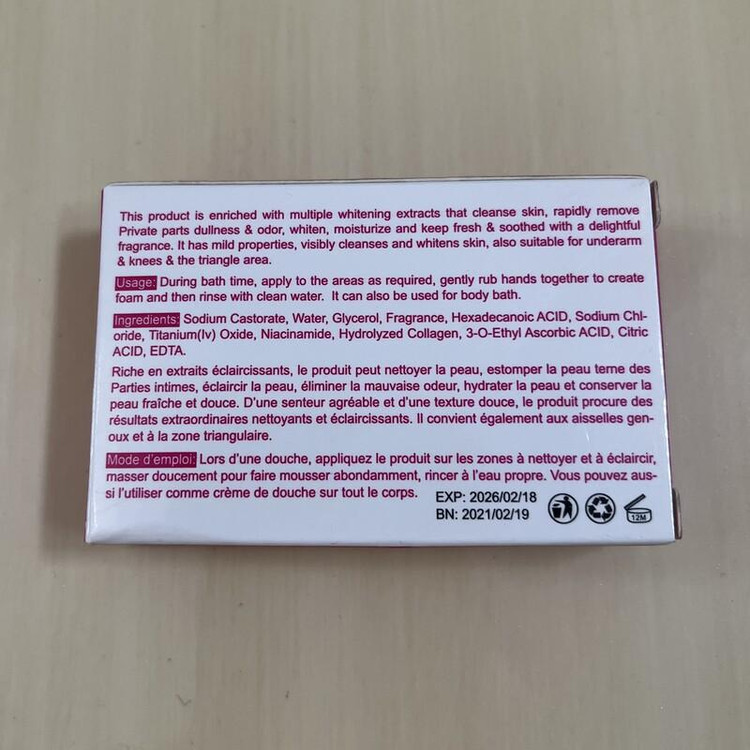 This product is enriched with multiple whitening extracts that cleanse skin, rapidly remove
Private parts dullness & odor, whiten, moisturize and keep fresh & soothed with a delightful
fragrance. It has mild properties, visibly cleanses and whitens skin, also suitable for underarm
& knees & the triangle area.
Usage: During bath time, apply to the areas as required, gently rub hands together to create
foam and then rinse with clean water. It can also be used for body bath.
Ingredients: Sodium Castorate, Water, Glycerol, Fragrance, Hexadecanoic ACID, Sodium Chl-
oride, Titanium(Iv) Oxide, Niacinamide, Hydrolyzed Collagen, 3-O-Ethyl Ascorbic ACID, Citric
ACID, EDTA.
Riche en extraits éclaircissants, le produit peut nettoyer la peau, estomper la peau terne des
Parties intimes, éclaircir la peau, éliminer la mauvaise odeur, hydrater la peau et conserver la
peau fraîche et douce. D'une senteur agréable et d'une texture douce, le produit procure des
résultats extraordinaires nettoyants et éclaircissants. Il convient également aux aisselles gen-
oux et à la zone triangulaire.
Mode d'emploi: Lors d'une douche, appliquez le produit sur les zones à nettoyer et à éclaircir,
masser doucement pour faire mousser abondamment, rincer à l'eau propre. Vous pouvez aus-
si l'utiliser comme crème de douche sur tout le corps.
EXP: 2026/02/18
BN: 2021/02/19
12M